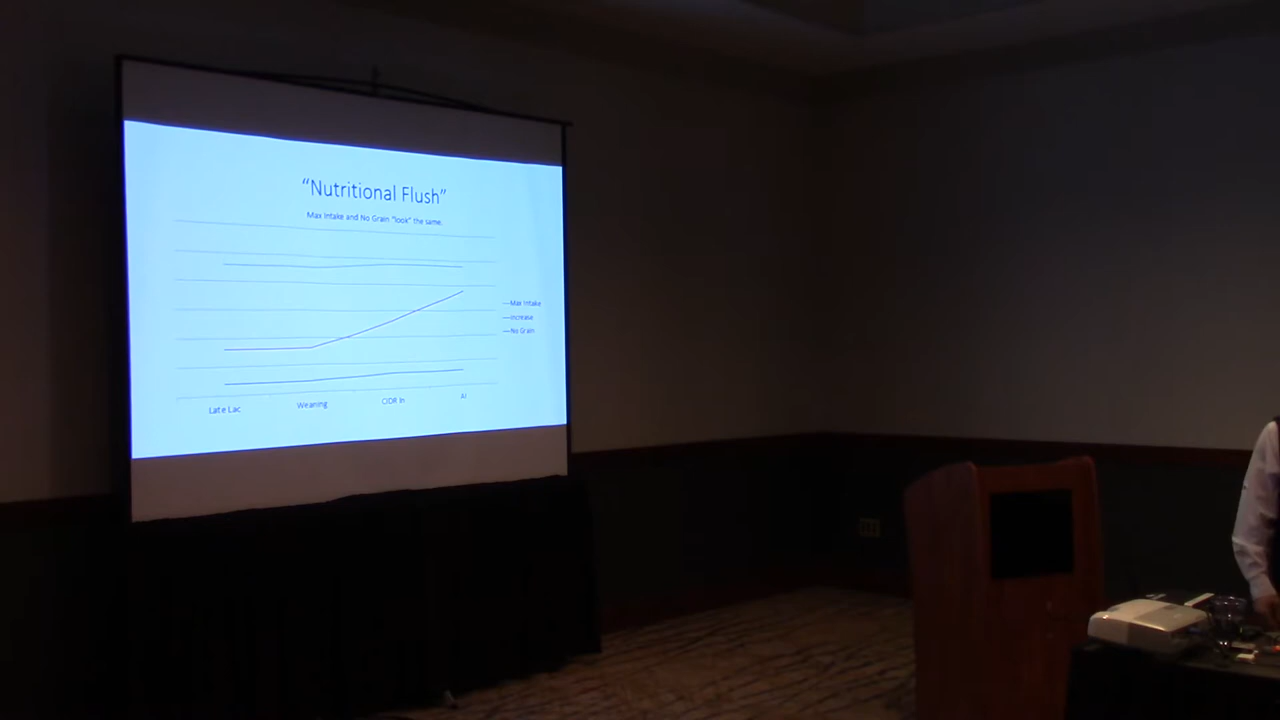 “Nutritional Flush”
Max Intake and No Grain "look" the same.
Max Intake
Increase
No Grain
Late Lac
Weaning
CIDR In
AI